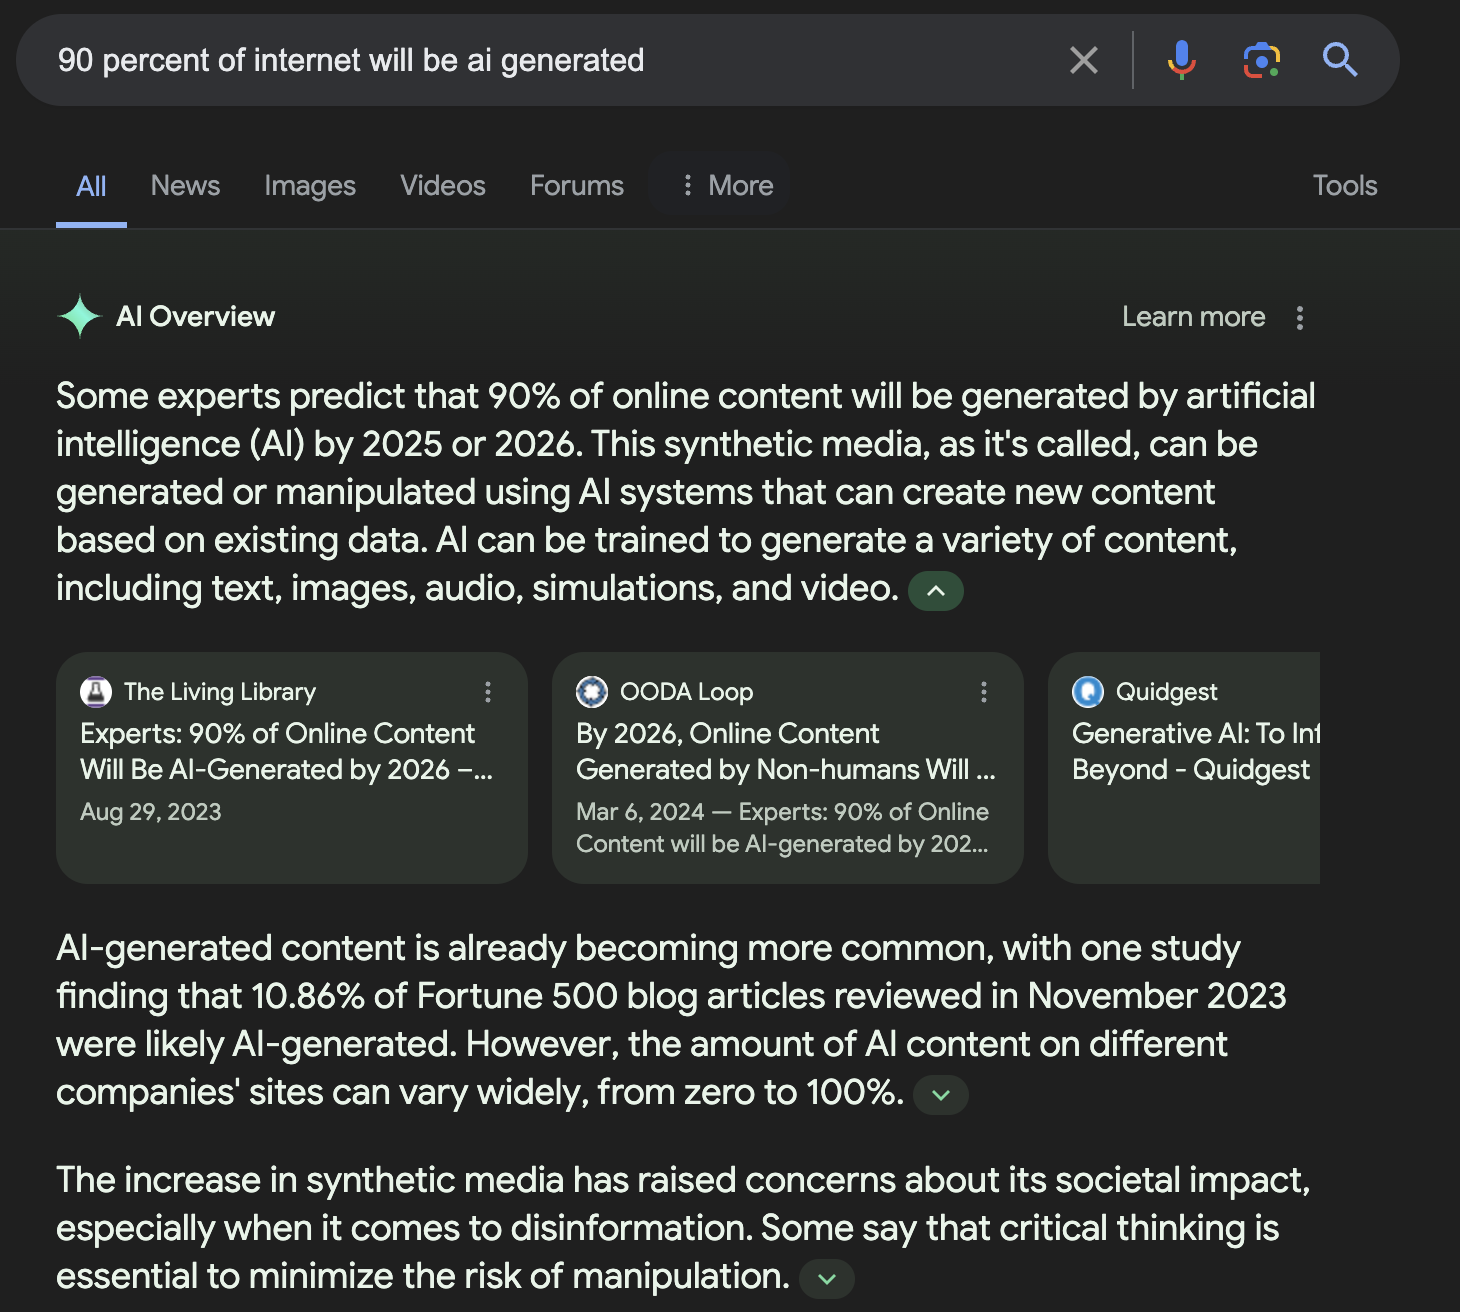 90 percent of internet will be ai generated
All News Images Videos Forums More Tools
AI Overview Learn more
Some experts predict that 90% of online content will be generated by artificial
intelligence (AI) by 2025 or 2026. This synthetic media, as it's called, can be
generated or manipulated using AI systems that can create new content
based on existing data. AI can be trained to generate a variety of content,
including text, images, audio, simulations, and video.
The Living Library
Experts: 90% of Online Content
Will Be AI-Generated by 2026 –...
Aug 29, 2023
OODA Loop
By 2026, Online Content
Generated by Non-humans Will ...
Mar 6, 2024 — Experts: 90% of Online
Content will be AI-generated by 202...
Quidgest
Generative AI: To Inf
Beyond - Quidgest
AI-generated content is already becoming more common, with one study
finding that 10.86% of Fortune 500 blog articles reviewed in November 2023
were likely AI-generated. However, the amount of AI content on different
companies' sites can vary widely, from zero to 100%.
The increase in synthetic media has raised concerns about its societal impact,
especially when it comes to disinformation. Some say that critical thinking is
essential to minimize the risk of manipulation.